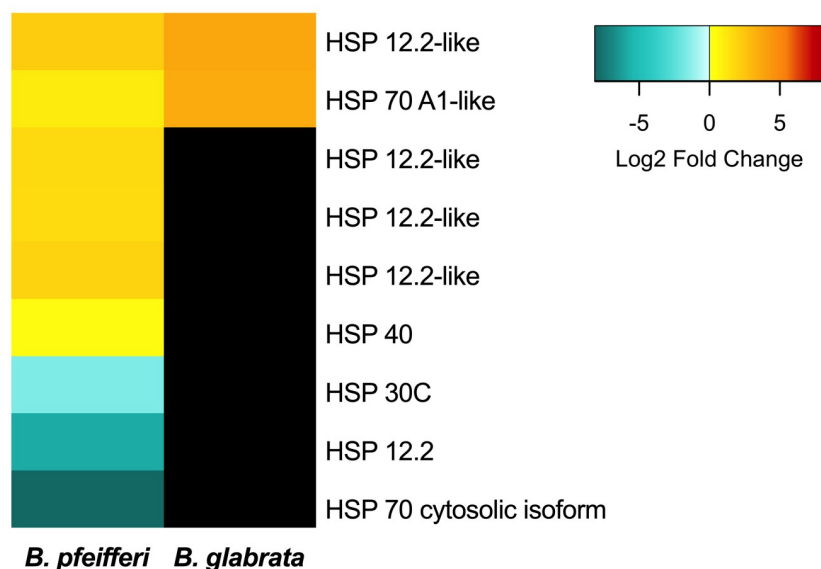 HSP 12.2-like
HSP 70 A1-like
HSP 12.2-like
HSP 12.2-like
HSP 12.2-like
HSP 40
HSP 30C
HSP 12.2
HSP 70 cytosolic isoform
B. pfeifferi B. glabrata
-5 0 5
Log2 Fold Change